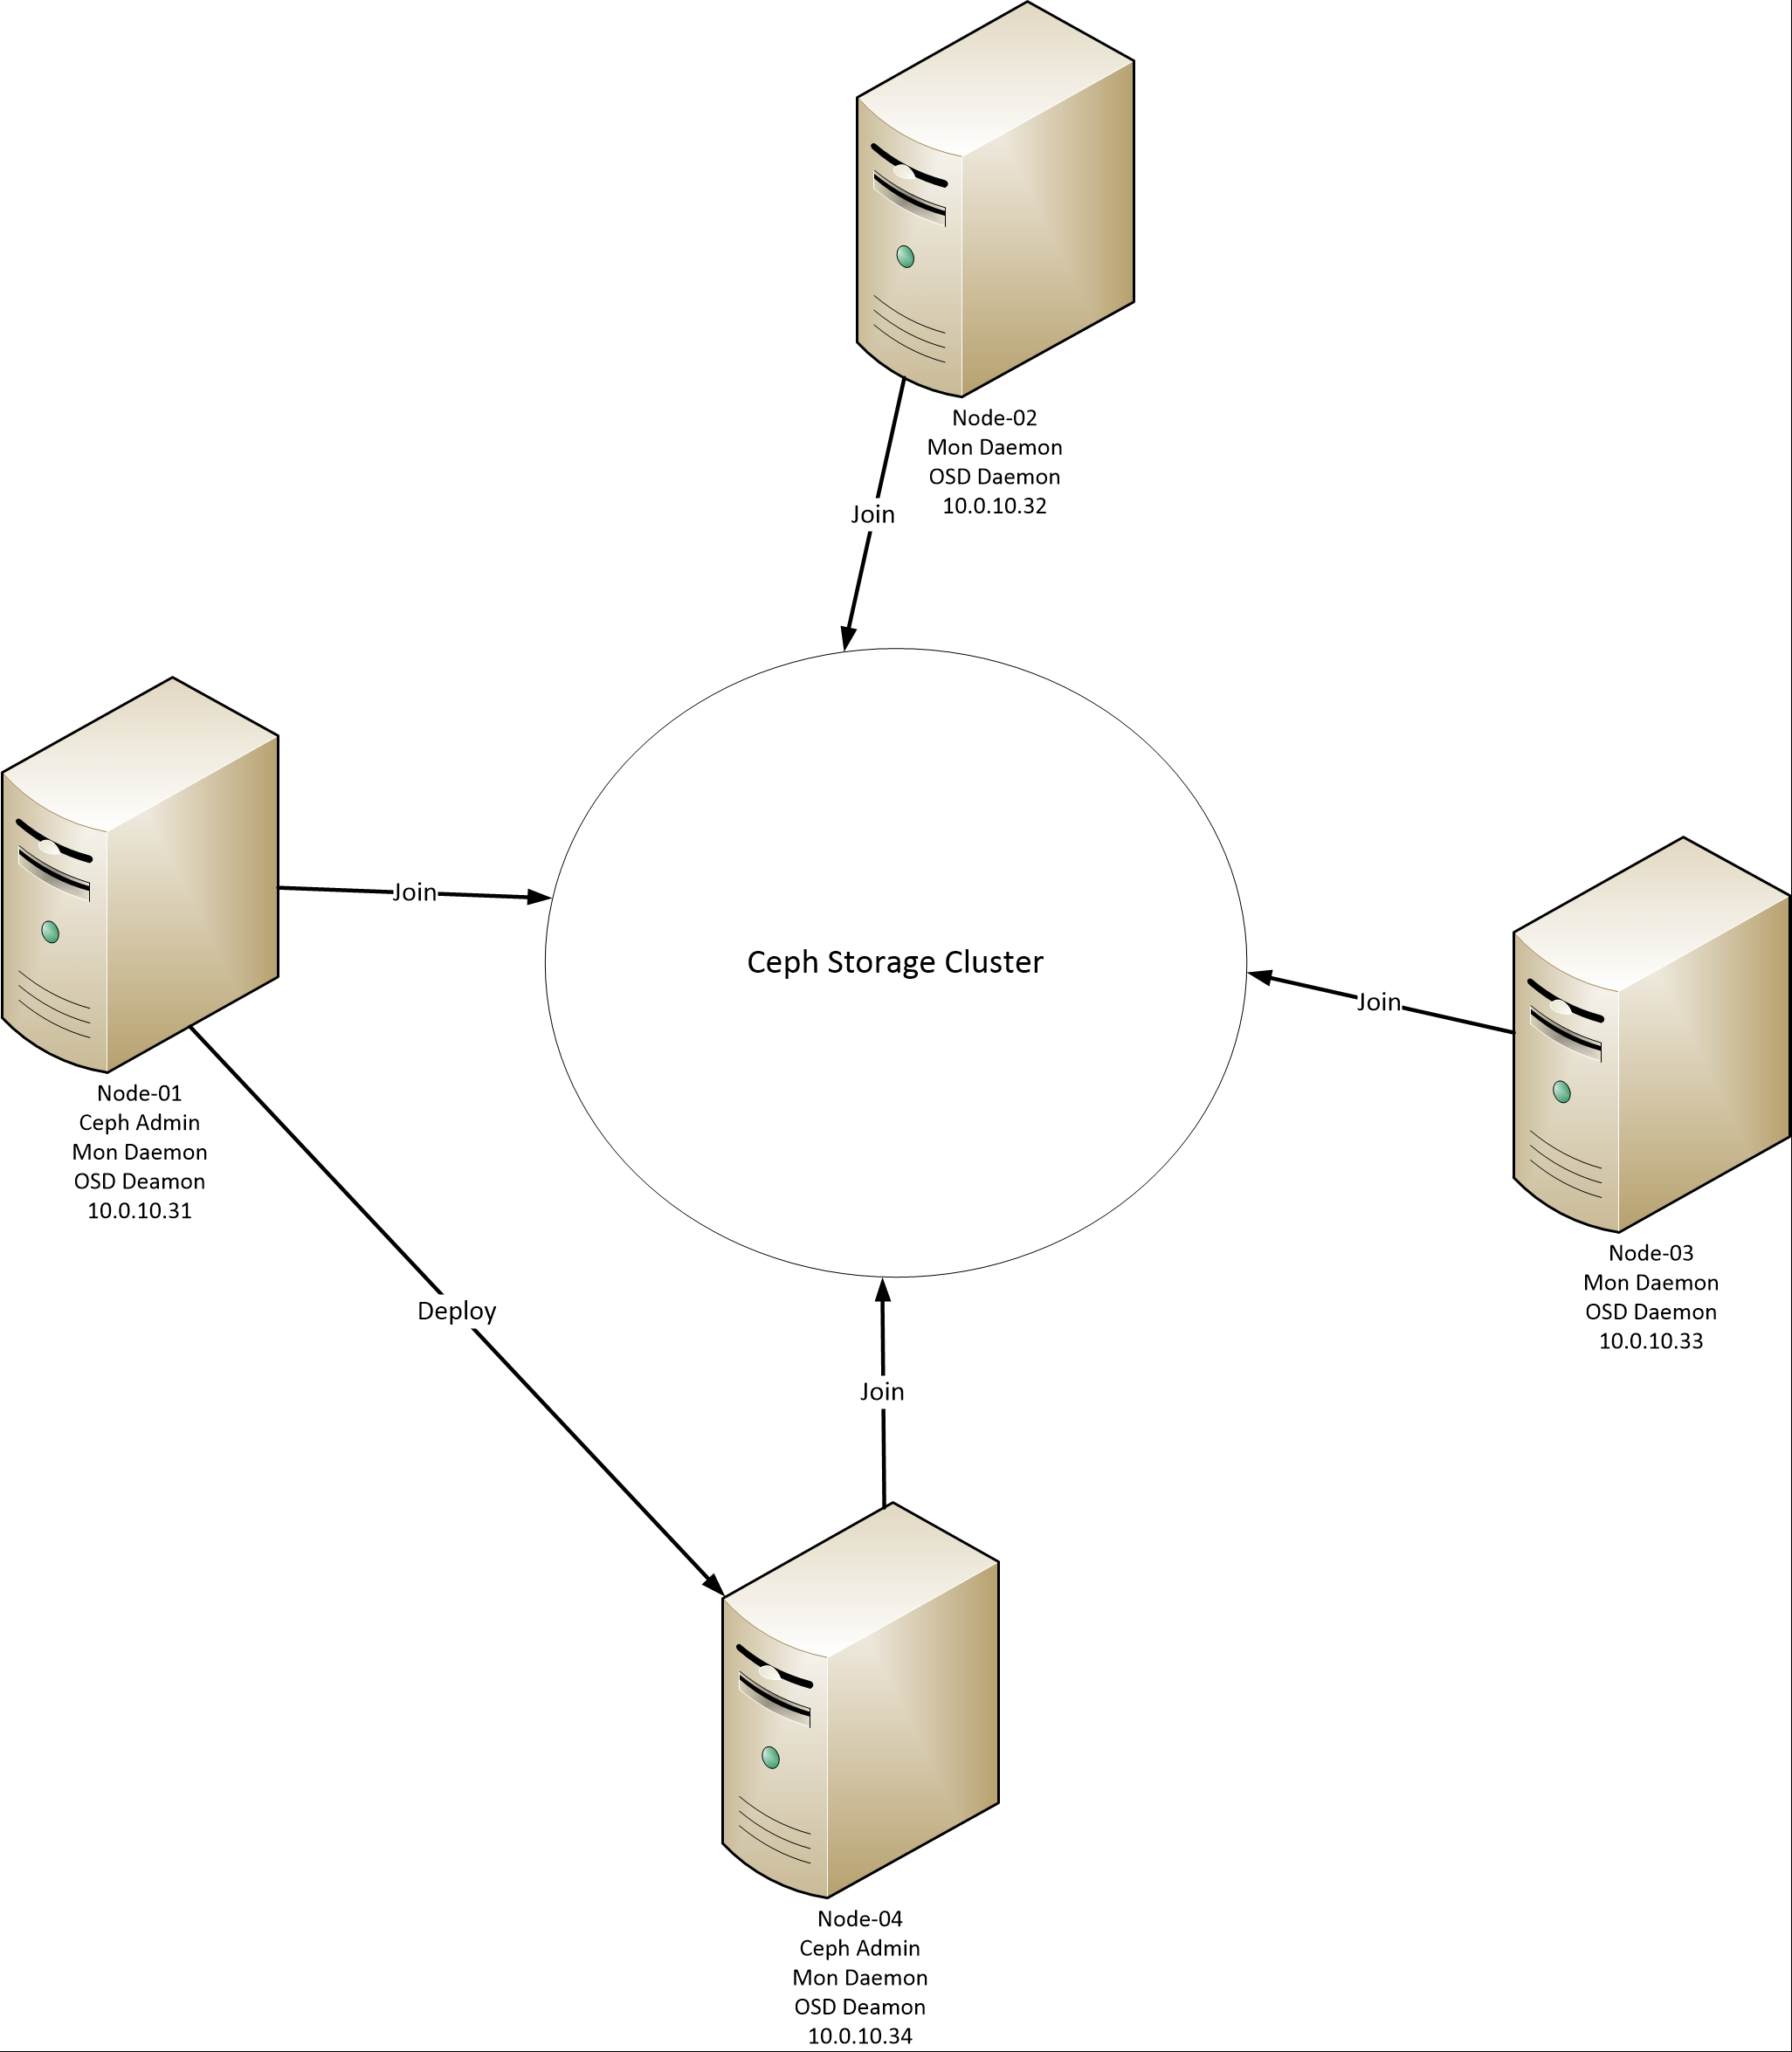 Node-02
Mon Daemon
OSD Daemon
10.0.10.32
Join
Join
Ceph Storage Cluster
Join
Node-01
Ceph Admin
Mon Daemon
OSD Deamon
10.0.10.31
Node-03
Mon Daemon
OSD Daemon
10.0.10.33
Deploy
Join
Node-04
Ceph Admin
Mon Daemon
OSD Deamon
10.0.10.34